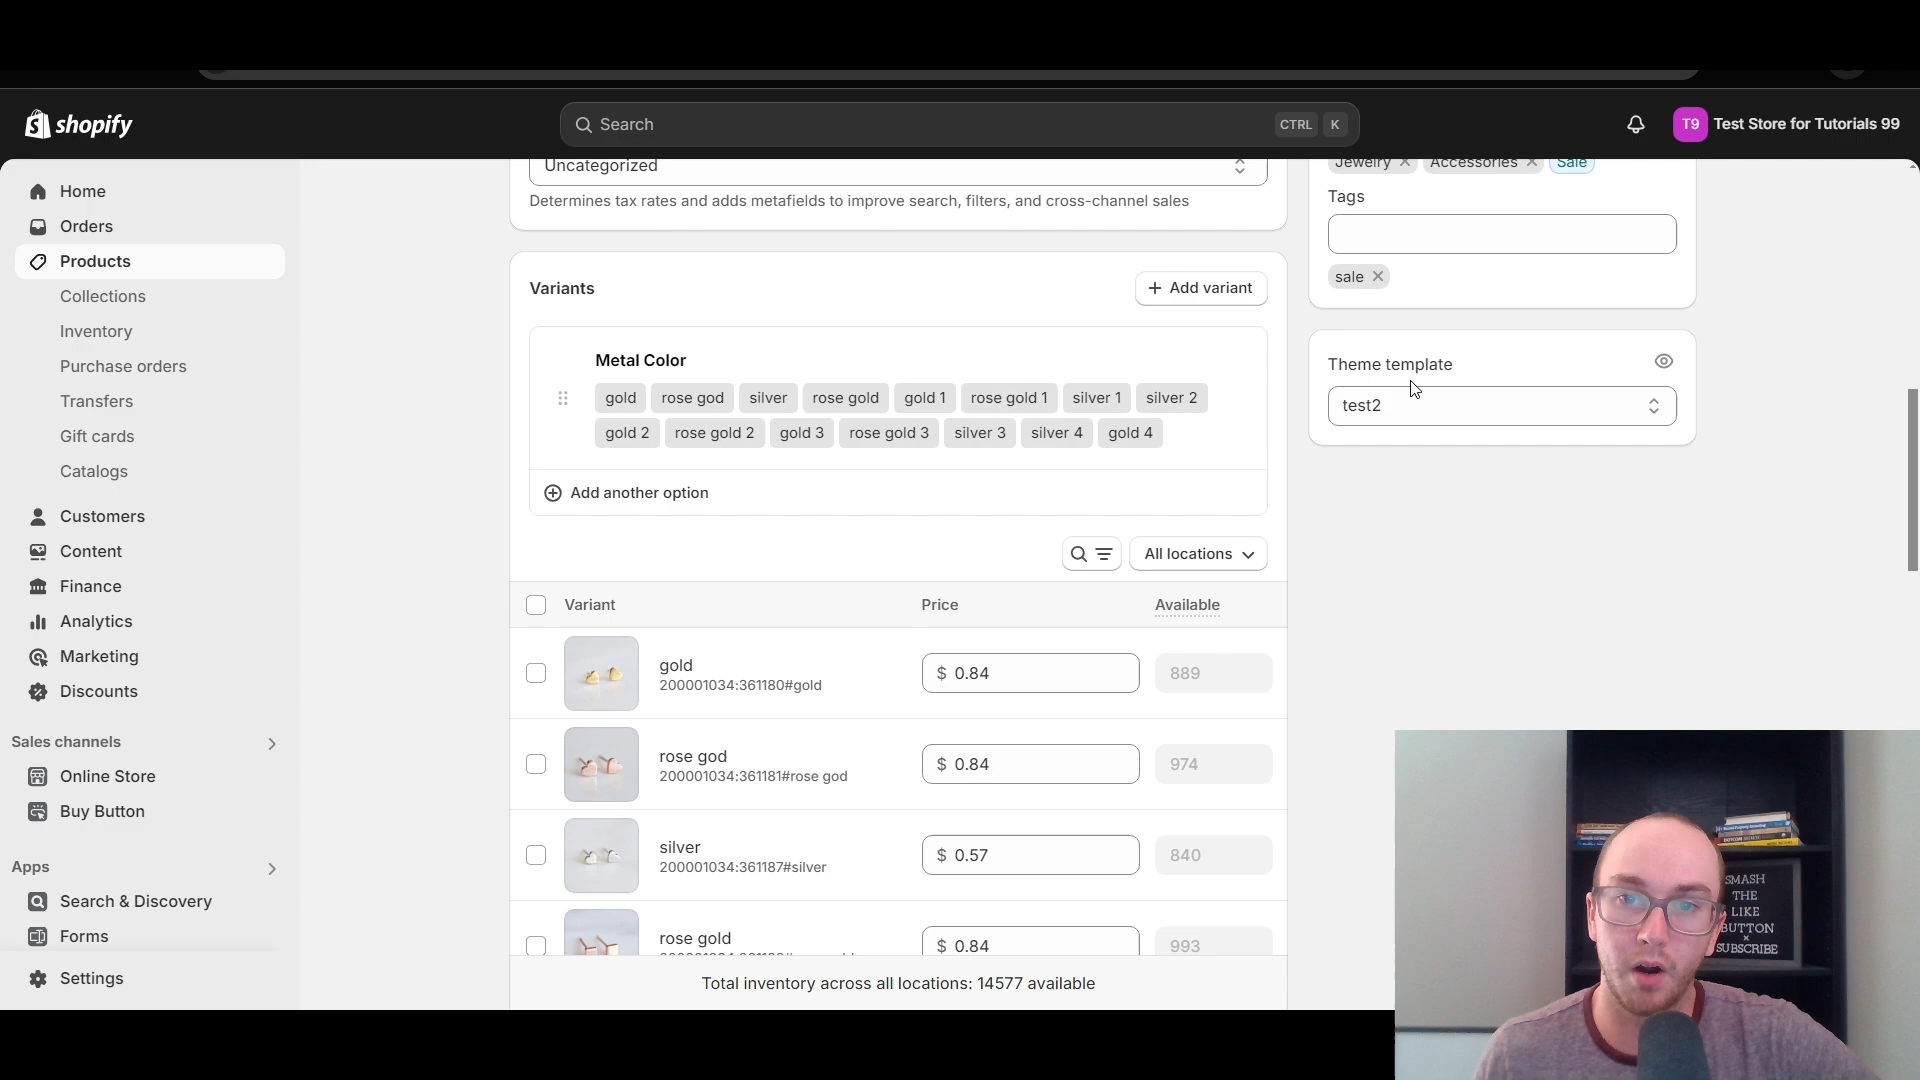 shopify
Search
CTRL K
T9 Test Store for Tutorials 99
Home
Orders
Products
Collections
Inventory
Purchase orders
Transfers
Gift cards
Catalogs
Customers
Content
Finance
Analytics
Marketing
Discounts
Sales channels
Online Store
Buy Button
Apps
Search & Discovery
Forms
Settings
Uncategorized
Determines tax rates and adds metafields to improve search, filters, and cross-channel sales
Variants
Add variant
Metal Color
gold rose god silver rose gold gold 1 rose gold 1 silver 1 silver 2
gold 2 rose gold 2 gold 3 rose gold 3 silver 3 silver 4 gold 4
Add another option
All locations
Variant Price Available
gold
200001034:361180#gold
$ 0.84 889
rose god
200001034:361181#rose god
$ 0.84 974
silver
200001034:361187#silver
$ 0.57 840
rose gold
$ 0.84 993
Total inventory across all locations: 14577 available
Jewelry Accessories Sale
Tags
sale
Theme template
test2
SMASH
THE
LIKE
BUTTON
×
SUBSCRIBE